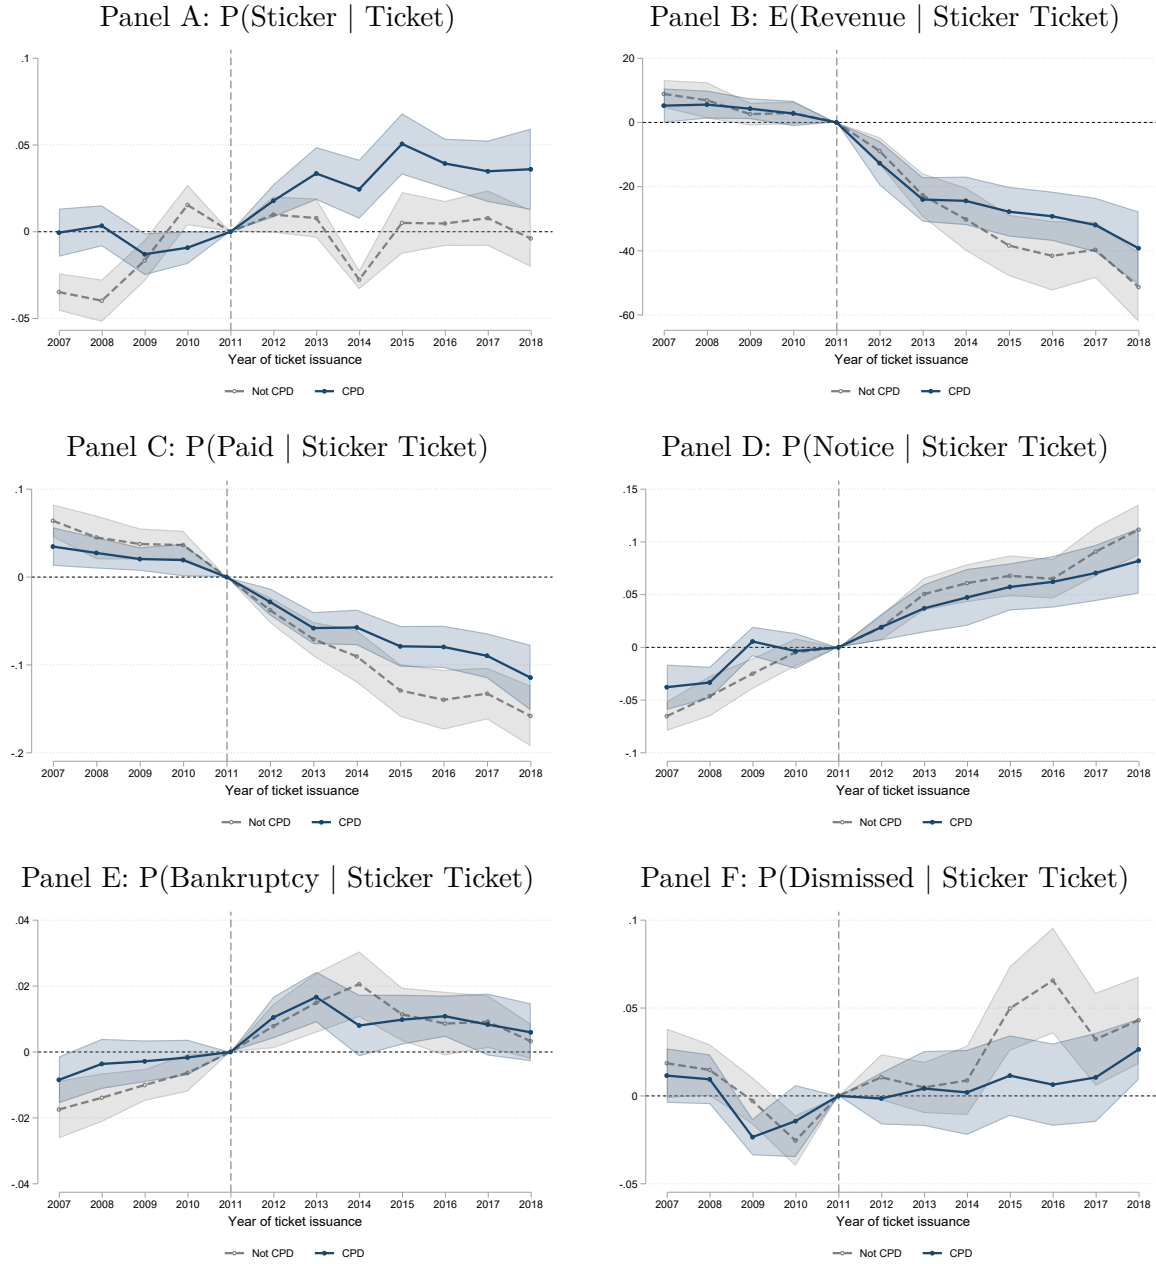 Panel A: P(Sticker | Ticket)
.1
.05
0
-.05
2007 2008 2009 2010 2011 2012 2013 2014 2015 2016 2017 2018
Year of ticket issuance
Not CPD CPD
Panel B: E(Revenue | Sticker Ticket)
20
0
-20
-40
-60
2007 2008 2009 2010 2011 2012 2013 2014 2015 2016 2017 2018
Year of ticket issuance
Not CPD CPD
Panel C: P(Paid | Sticker Ticket)
.1
0
-.1
-.2
2007 2008 2009 2010 2011 2012 2013 2014 2015 2016 2017 2018
Year of ticket issuance
Not CPD CPD
Panel D: P(Notice | Sticker Ticket)
.15
.1
.05
0
-.05
-.1
2007 2008 2009 2010 2011 2012 2013 2014 2015 2016 2017 2018
Year of ticket issuance
Not CPD CPD
Panel E: P(Bankruptcy | Sticker Ticket)
.04
.02
0
-.02
-.04
2007 2008 2009 2010 2011 2012 2013 2014 2015 2016 2017 2018
Year of ticket issuance
Not CPD CPD
Panel F: P(Dismissed | Sticker Ticket)
.1
.05
0
-.05
2007 2008 2009 2010 2011 2012 2013 2014 2015 2016 2017 2018
Year of ticket issuance
Not CPD CPD